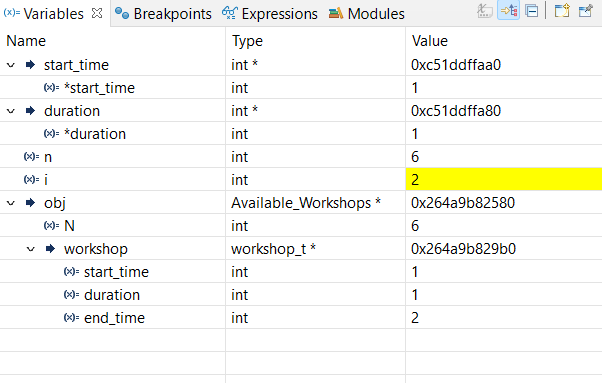 (x)= Variables Breakpoints Expressions Modules
Name Type Value
start_time int * 0xc51ddffaa0
(x)= *start_time int 1
duration int * 0xc51ddffa80
(x)= *duration int 1
(x)= n int 6
(x)= i int 2
obj Available_Workshops * 0x264a9b82580
(x)= N int 6
workshop workshop_t * 0x264a9b829b0
(x)= start_time int 1
(x)= duration int 1
(x)= end_time int 2